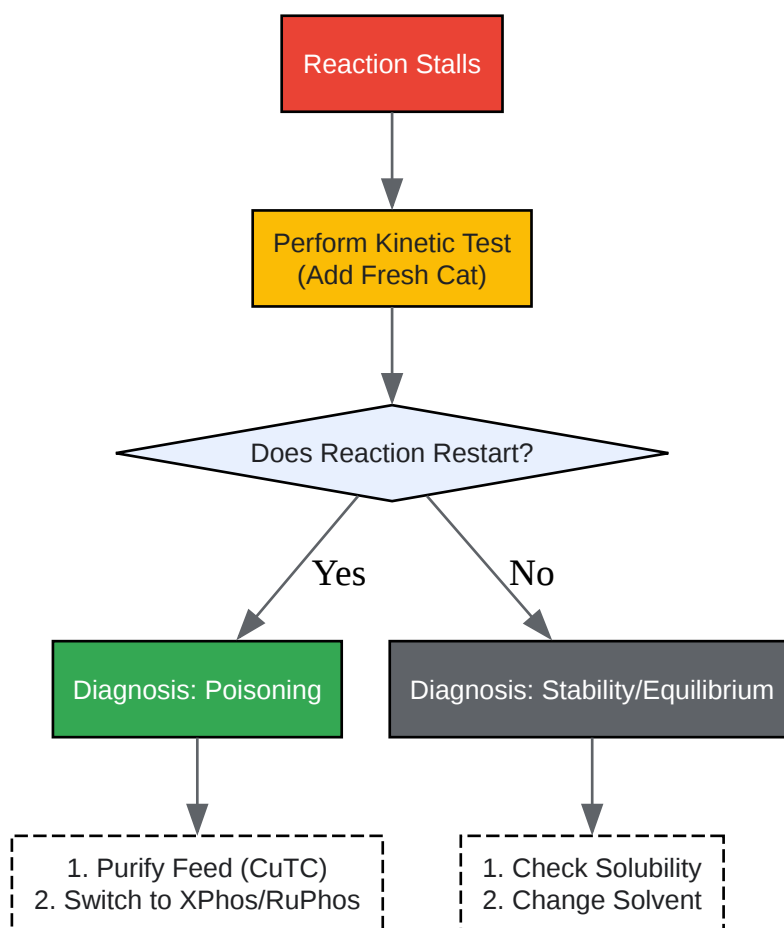 Reaction Stalls
Perform Kinetic Test
(Add Fresh Cat)
Does Reaction Restart?
Yes
No
Diagnosis: Poisoning
Diagnosis: Stability/Equilibrium
1. Purify Feed (CuTC)
2. Switch to XPhos/RuPhos
1. Check Solubility
2. Change Solvent